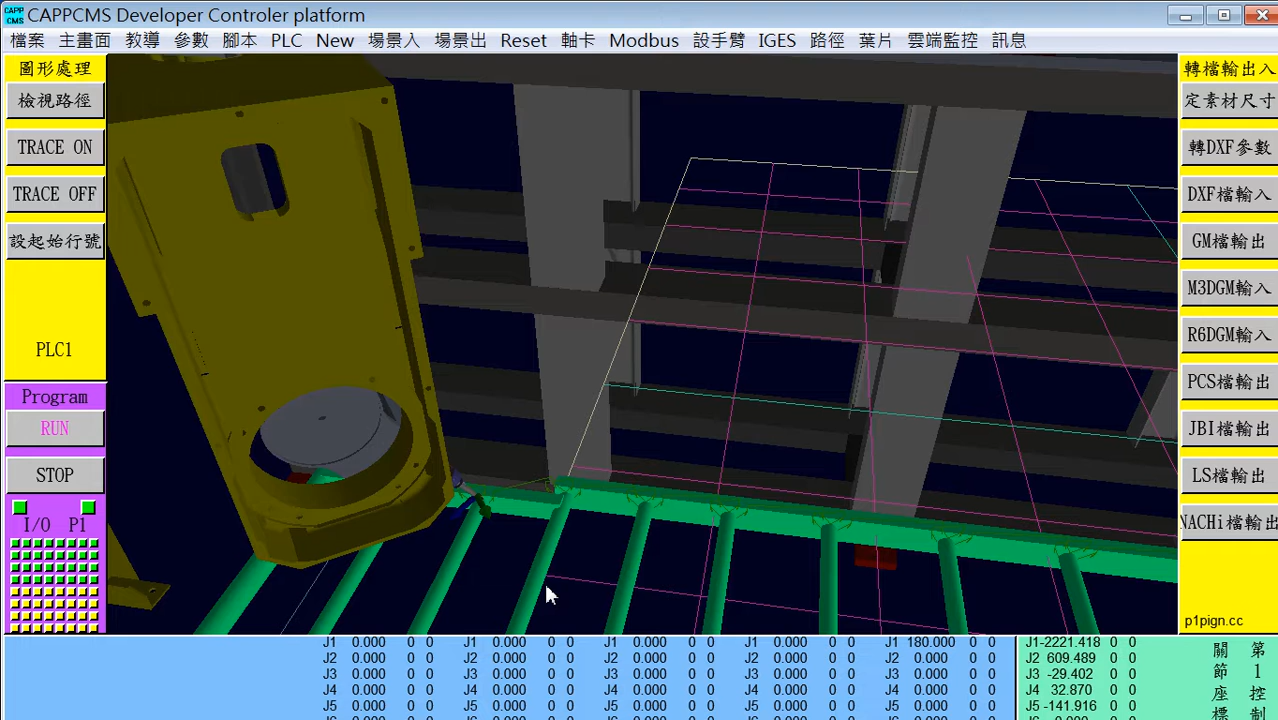 CAPPCMS Developer Controler platform
CAPP
CMS
檔案 主畫面 教導 參數 腳本 PLC New 場景入 場景出 Reset 軸卡 Modbus 設手臂 IGES 路徑 葉片 雲端監控 訊息
圖形處理
檢視路徑
TRACE ON
TRACE OFF
設起始行號
PLC1
Program
RUN
STOP
I/O P1
轉檔輸出入
定素材尺寸
轉DXF參數
DXF檔輸入
GM檔輸出
M3DGM輸入
R6DGM輸入
PCS檔輸出
JBI檔輸出
LS檔輸出
NACHi檔輸出
p1pign.cc
J1 0.000 0 0 J1 0.000 0 0 J1 0.000 0 0 J1 0.000 0 0 J1 180.000 0 0
J2 0.000 0 0 J2 0.000 0 0 J2 0.000 0 0 J2 0.000 0 0 J2 0.000 0 0
J3 0.000 0 0 J3 0.000 0 0 J3 0.000 0 0 J3 0.000 0 0 J3 0.000 0 0
J4 0.000 0 0 J4 0.000 0 0 J4 0.000 0 0 J4 0.000 0 0 J4 0.000 0 0
J5 0.000 0 0 J5 0.000 0 0 J5 0.000 0 0 J5 0.000 0 0 J5 0.000 0 0
J1-2221.418 0 0
J2 609.489 0 0
J3 -29.402 0 0
J4 32.870 0 0
J5 -141.916 0 0
關節座標
第1控制